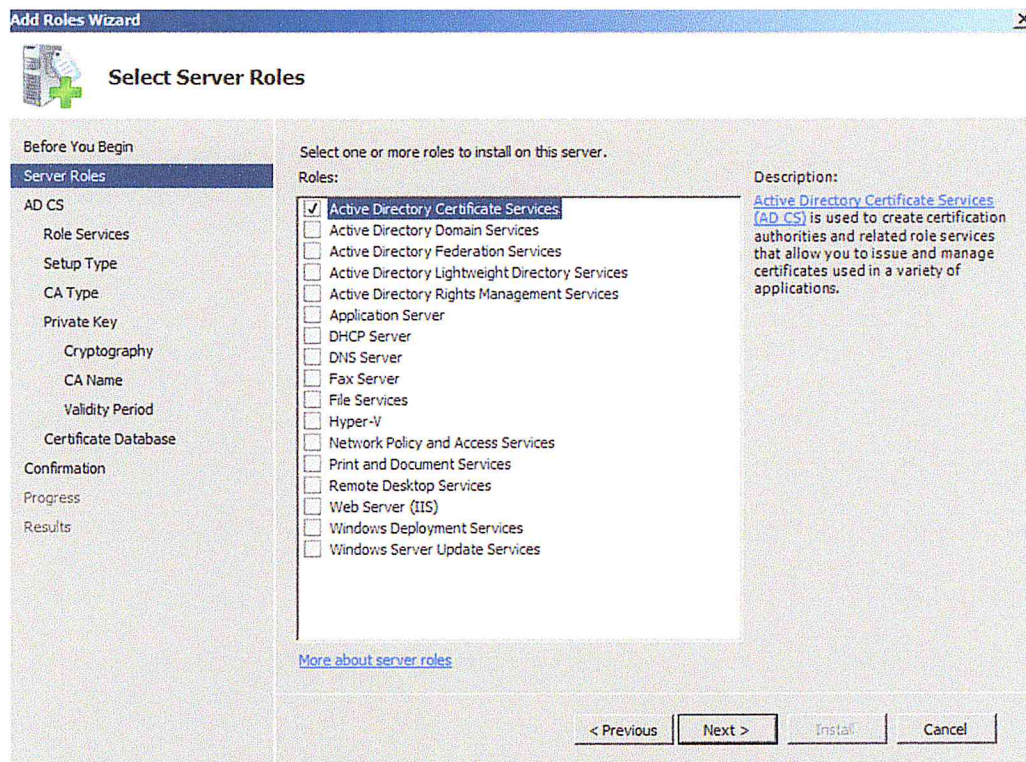 Add Roles Wizard
Select Server Roles
Before You Begin
Server Roles
AD CS
Role Services
Setup Type
CA Type
Private Key
Cryptography
CA Name
Validity Period
Certificate Database
Confirmation
Progress
Results
Select one or more roles to install on this server.
Roles:
Active Directory Certificate Services
Active Directory Domain Services
Active Directory Federation Services
Active Directory Lightweight Directory Services
Active Directory Rights Management Services
Application Server
DHCP Server
DNS Server
Fax Server
File Services
Hyper-V
Network Policy and Access Services
Print and Document Services
Remote Desktop Services
Web Server (IIS)
Windows Deployment Services
Windows Server Update Services
More about server roles
Description:
Active Directory Certificate Services
(AD CS) is used to create certification
authorities and related role services
that allow you to issue and manage
certificates used in a variety of
applications.
< Previous
Next >
Install
Cancel